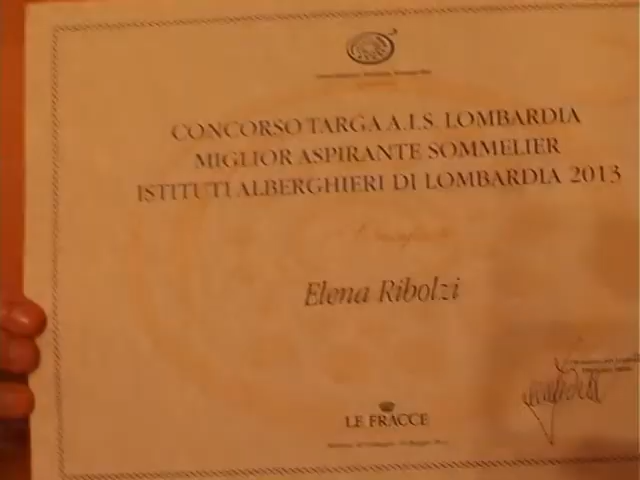 CONCORSO TARGA A.I.S. LOMBARDIA
MIGLIOR ASPIRANTE SOMMELIER
ISTITUTI ALBERGHIERI DI LOMBARDIA 2013
Elena Ribolzi
LE FRACCE